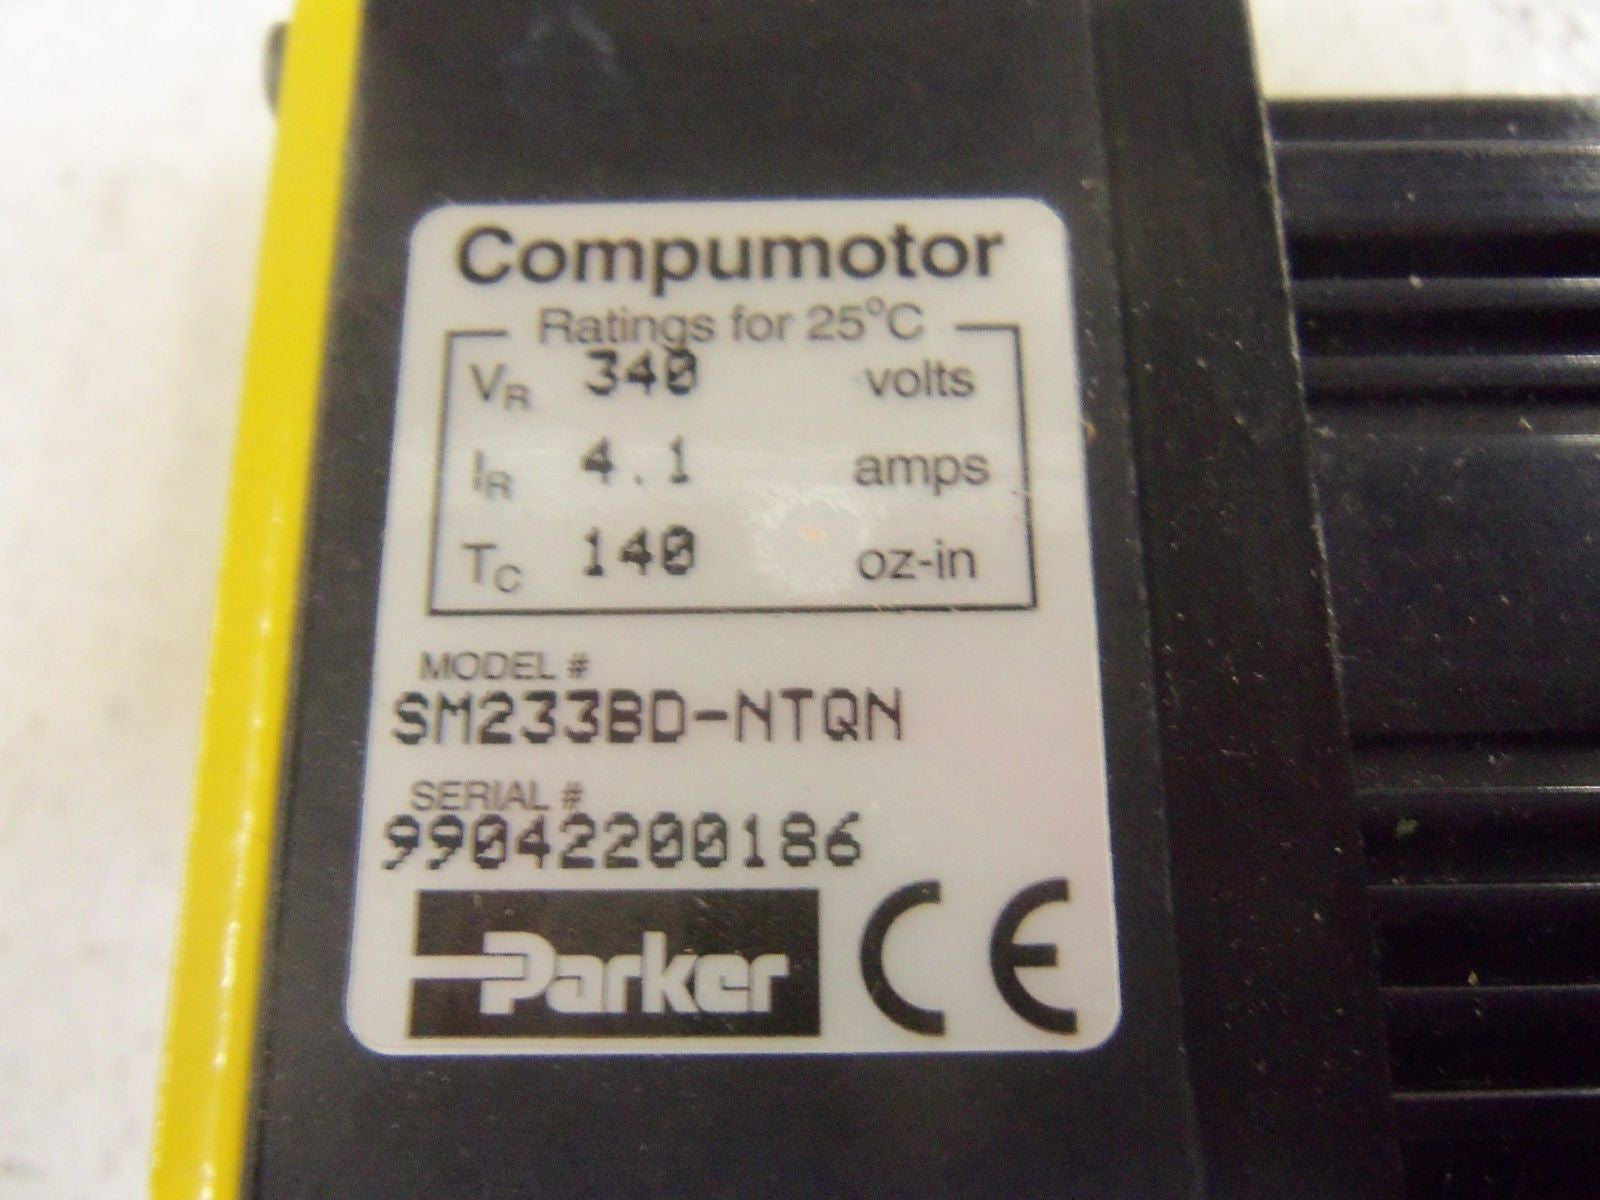 Compumotor
Ratings for 25°C
VR 340 volts
IR 4.1 amps
TC 140 oz-in
MODEL #
SM233BD-NTQN
SERIAL #
99042200186
Parker CE